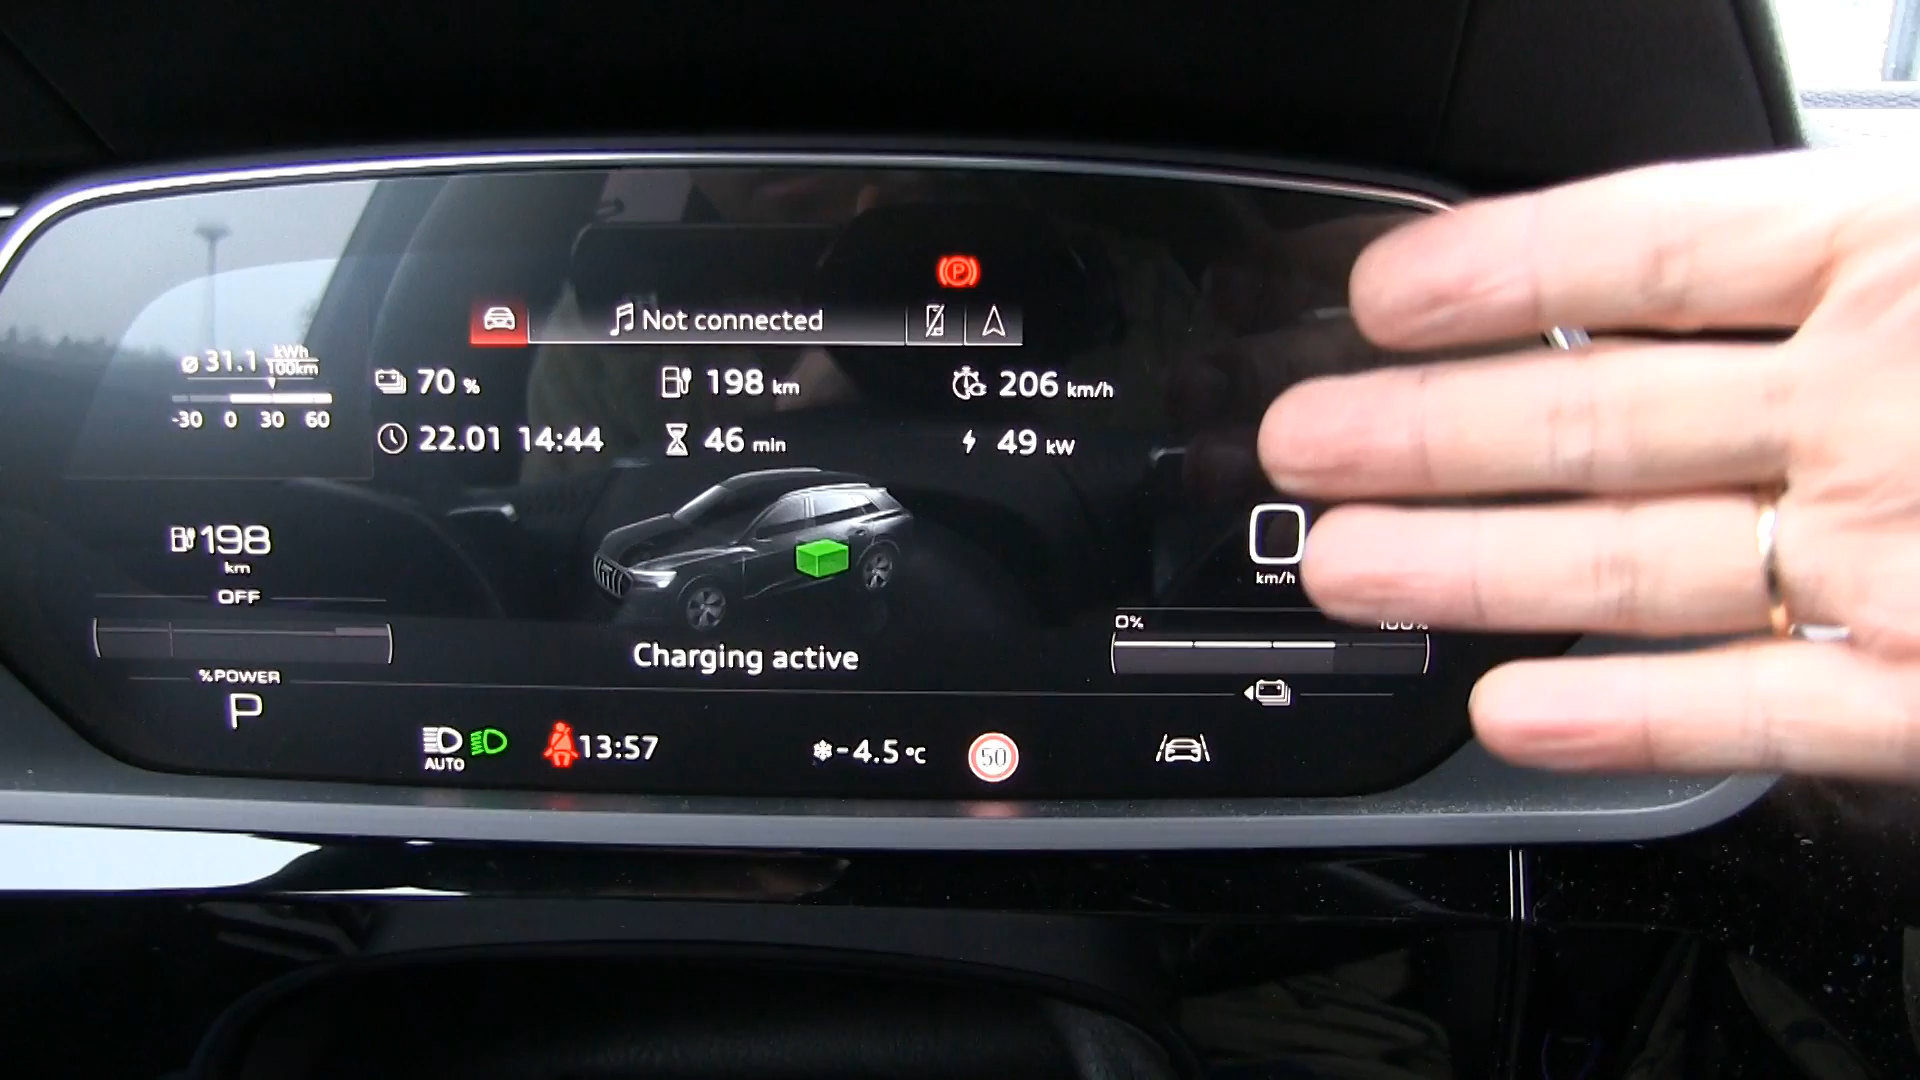 Not connected
ø 31.1 kWh/100km
-30 0 30 60
70 %
198 km
206 km/h
22.01 14:44
46 min
49 kW
198
km
OFF
%POWER
P
km/h
0% 100%
Charging active
AUTO
13:57
-4.5 °C
50